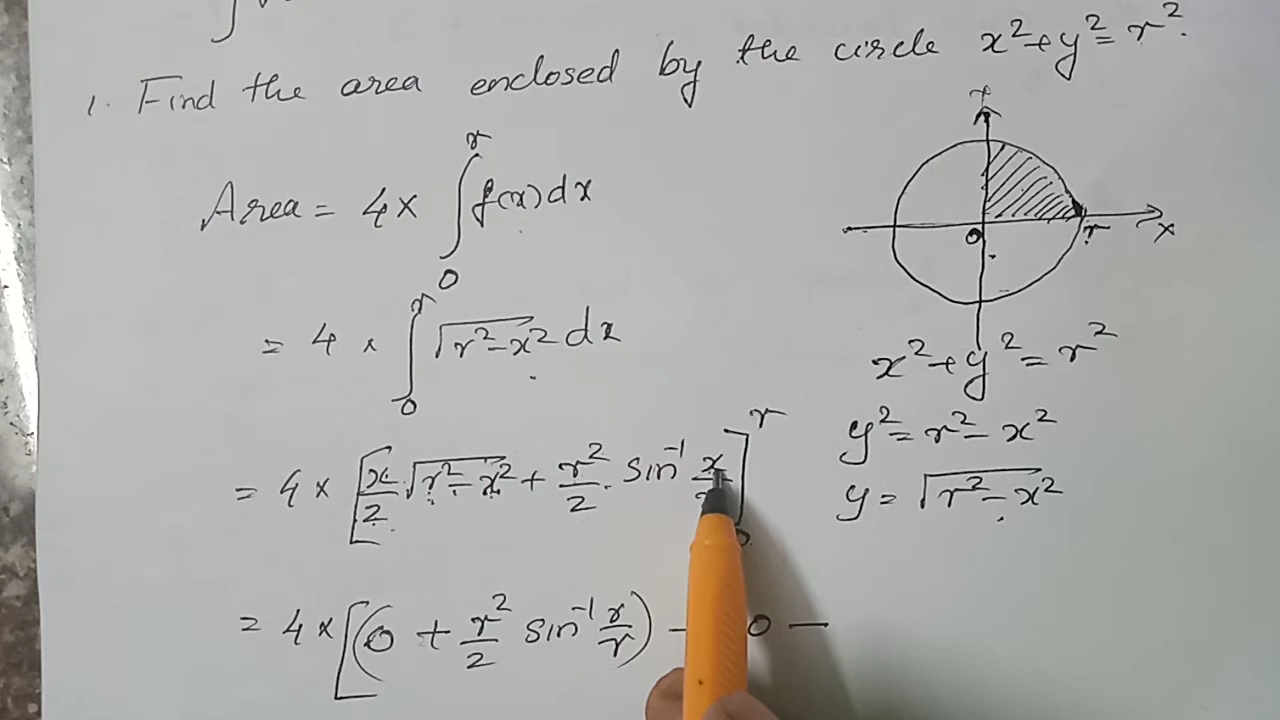 1. Find the area enclosed by the circle x²+y²=r².
Area = 4× ∫₀ʳ f(x)dx
= 4 × ∫₀ʳ √(r²-x²) dx
= 4 × [x/2 √(r²-x²) + r²/2 . sin⁻¹ x/]₀ʳ
= 4 × [(0 + r²/2 sin⁻¹ r/r) - 0 -
Y
O
r
x
x²+y²=r²
y²=r²-x²
y=√(r²-x²)